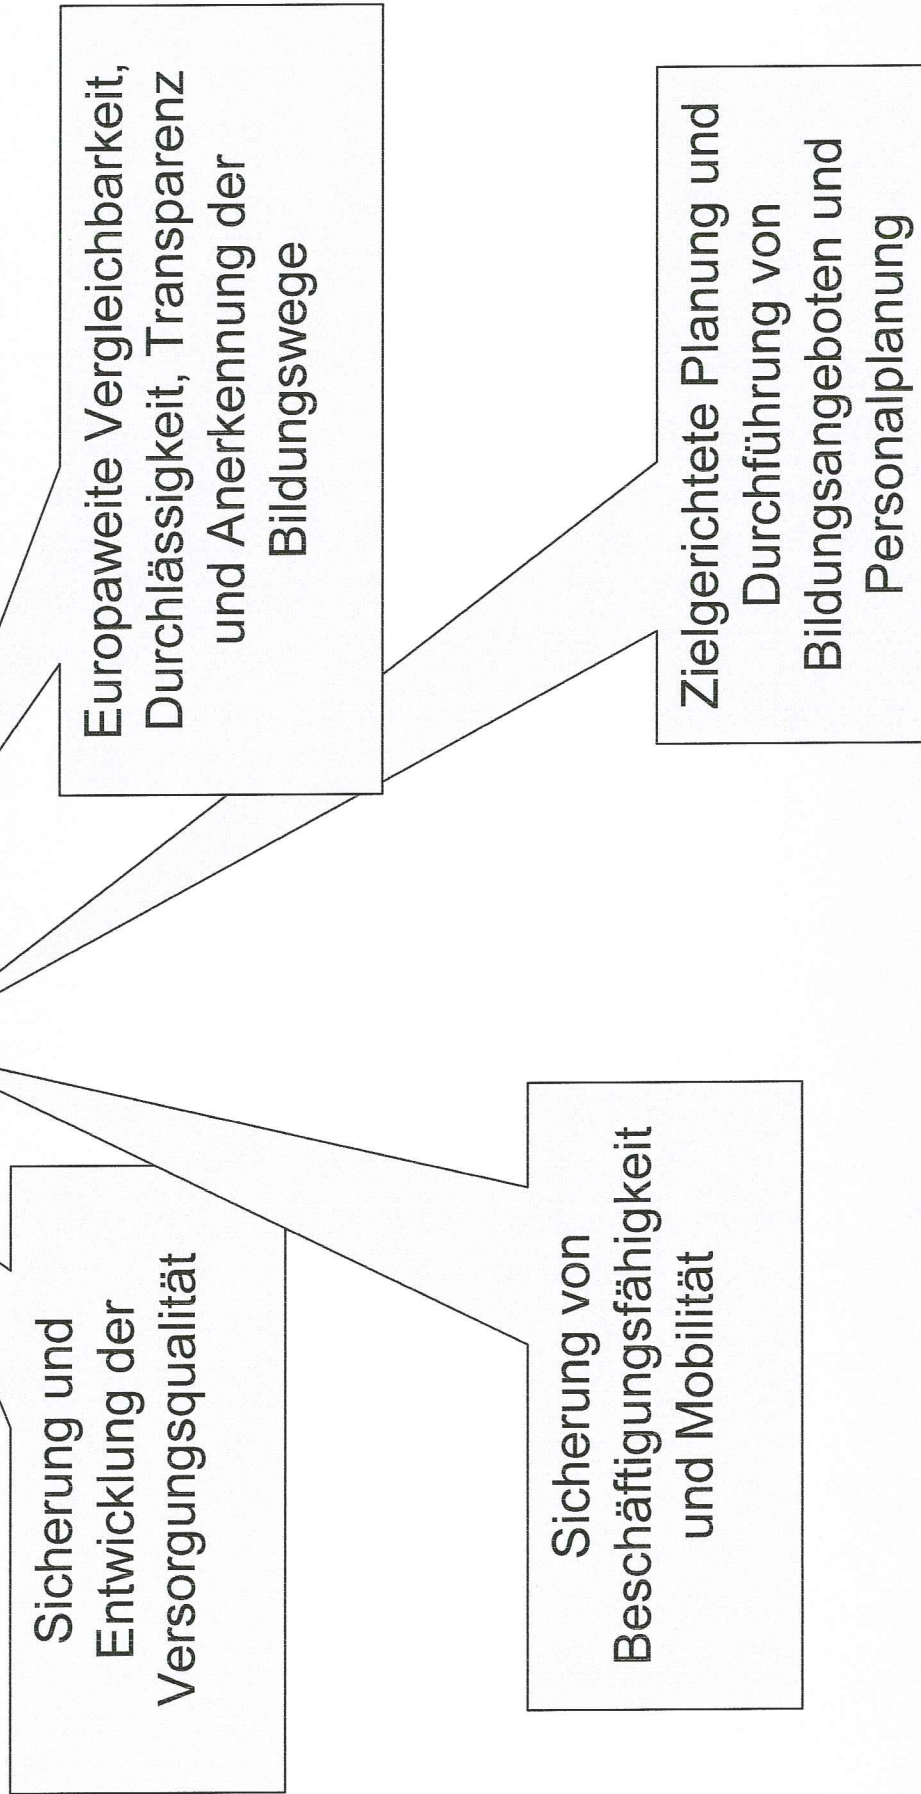 Sicherung und
Entwicklung der
Versorgungsqualität
Europaweite Vergleichbarkeit,
Durchlässigkeit, Transparenz
und Anerkennung der
Bildungswege
Sicherung von
Beschäftigungsfähigkeit
und Mobilität
Zielgerichtete Planung und
Durchführung von
Bildungsangeboten und
Personalplanung